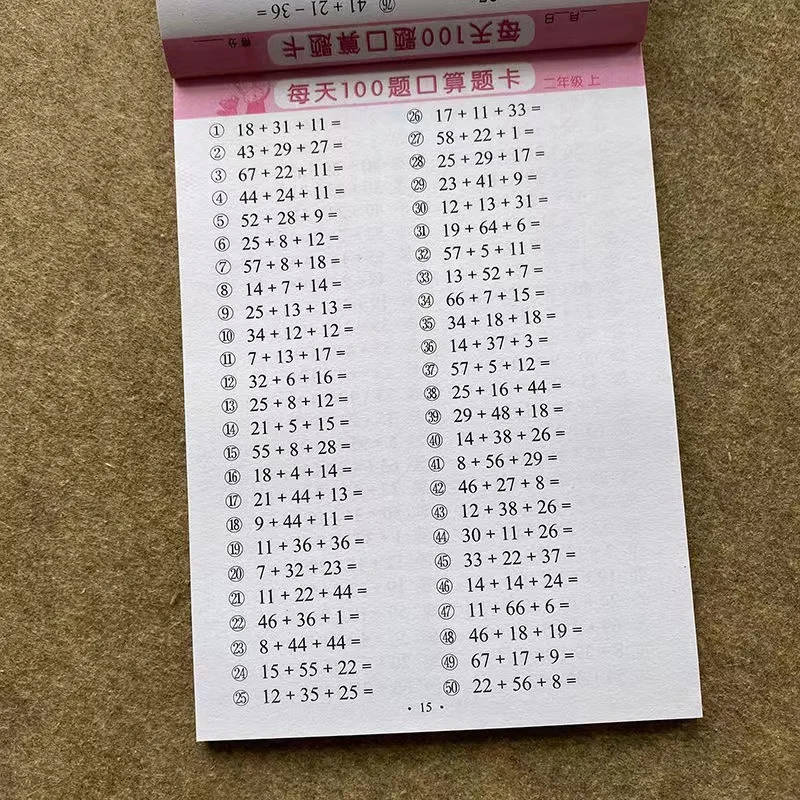 ⑯ 41 + 21 − 36 =
每天100题口算题卡
月 日 得分
每天100题口算题卡 二年级 上
① 18 + 31 + 11 =
② 43 + 29 + 27 =
③ 67 + 22 + 11 =
④ 44 + 24 + 11 =
⑤ 52 + 28 + 9 =
⑥ 25 + 8 + 12 =
⑦ 57 + 8 + 18 =
⑧ 14 + 7 + 14 =
⑨ 25 + 13 + 13 =
⑩ 34 + 12 + 12 =
⑪ 7 + 13 + 17 =
⑫ 32 + 6 + 16 =
⑬ 25 + 8 + 12 =
⑭ 21 + 5 + 15 =
⑮ 55 + 8 + 28 =
⑯ 18 + 4 + 14 =
⑰ 21 + 44 + 13 =
⑱ 9 + 44 + 11 =
⑲ 11 + 36 + 36 =
⑳ 7 + 32 + 23 =
㉑ 11 + 22 + 44 =
㉒ 46 + 36 + 1 =
㉓ 8 + 44 + 44 =
㉔ 15 + 55 + 22 =
㉕ 12 + 35 + 25 =
㉖ 17 + 11 + 33 =
㉗ 58 + 22 + 1 =
㉘ 25 + 29 + 17 =
㉙ 23 + 41 + 9 =
㉚ 12 + 13 + 31 =
㉛ 19 + 64 + 6 =
㉜ 57 + 5 + 11 =
㉝ 13 + 52 + 7 =
㉞ 66 + 7 + 15 =
㉟ 34 + 18 + 18 =
㊱ 14 + 37 + 3 =
㊲ 57 + 5 + 12 =
㊳ 25 + 16 + 44 =
㊴ 29 + 48 + 18 =
㊵ 14 + 38 + 26 =
㊶ 8 + 56 + 29 =
㊷ 46 + 27 + 8 =
㊸ 12 + 38 + 26 =
㊹ 30 + 11 + 26 =
㊺ 33 + 22 + 37 =
㊻ 14 + 14 + 24 =
㊼ 11 + 66 + 6 =
㊽ 46 + 18 + 19 =
㊾ 67 + 17 + 9 =
㊿ 22 + 56 + 8 =
· 15 ·